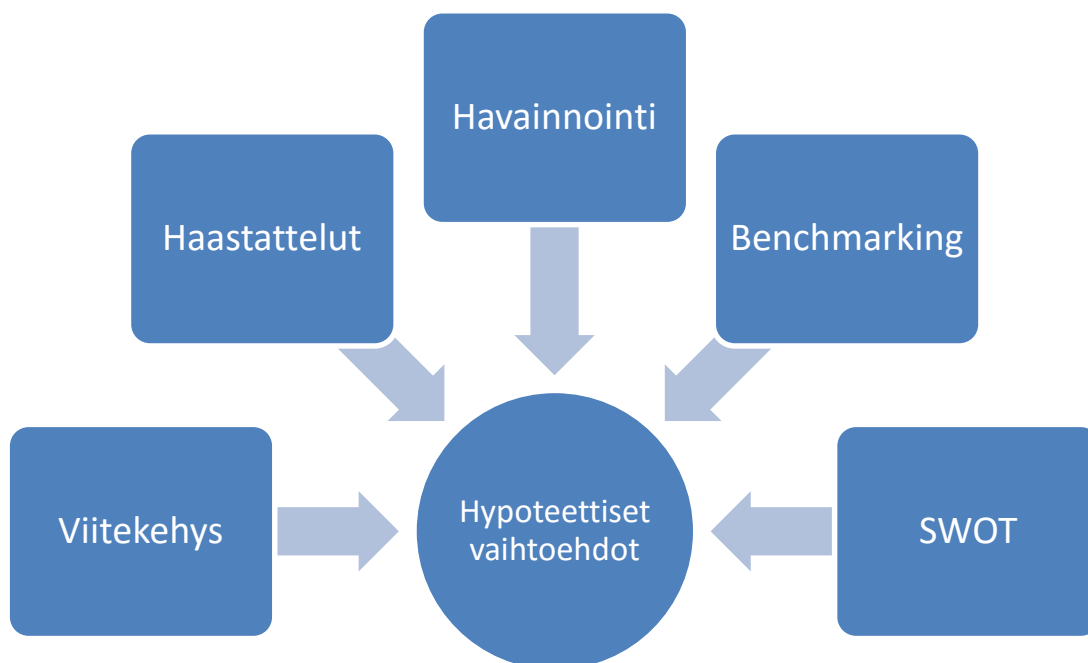 Havainnointi
Haastattelut
Benchmarking
Viitekehys
Hypoteettiset
vaihtoehdot
SWOT